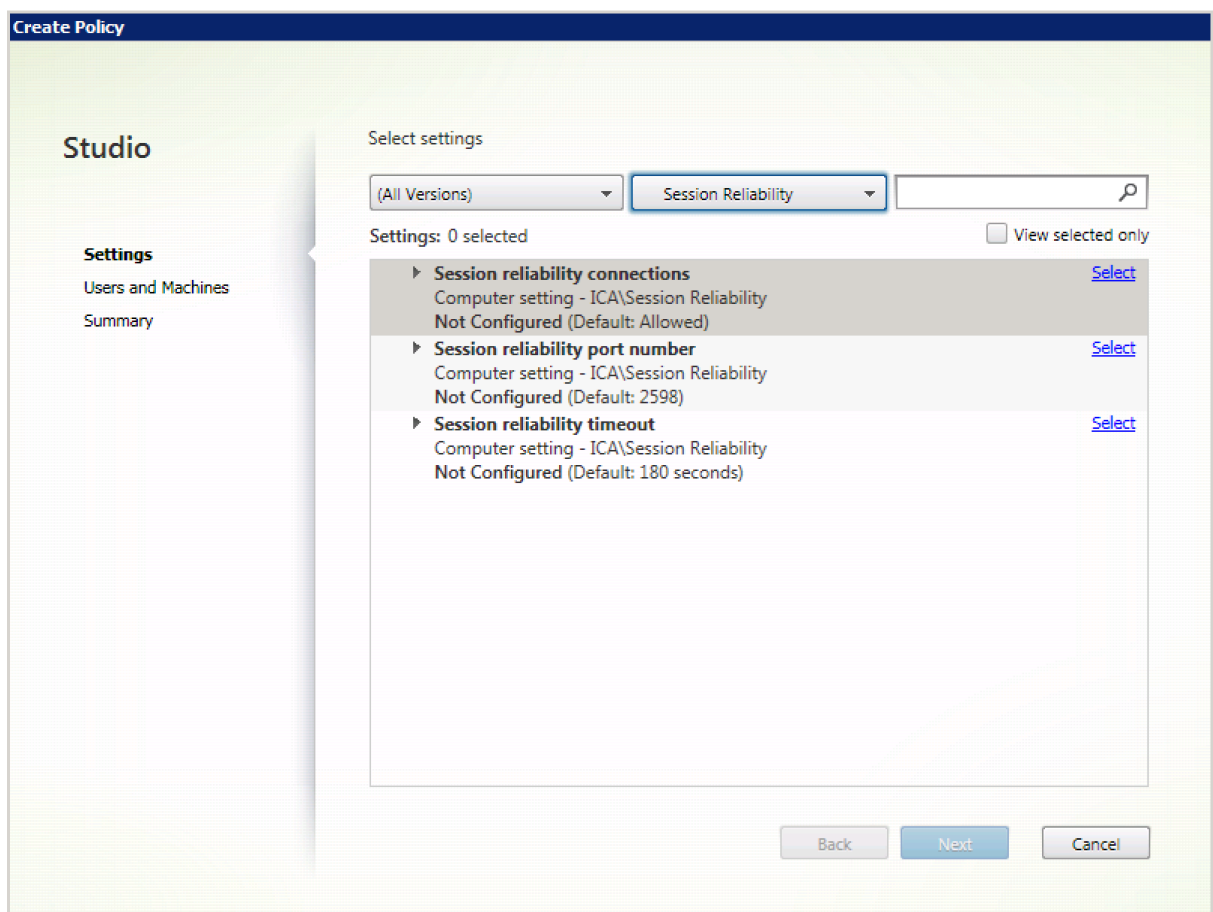 Create Policy
Studio
Select settings
(All Versions)
Session Reliability
Settings: 0 selected
View selected only
Settings
Users and Machines
Summary
Session reliability connections
Select
Computer setting - ICA\Session Reliability
Not Configured (Default: Allowed)
Session reliability port number
Select
Computer setting - ICA\Session Reliability
Not Configured (Default: 2598)
Session reliability timeout
Select
Computer setting - ICA\Session Reliability
Not Configured (Default: 180 seconds)
Back
Next
Cancel